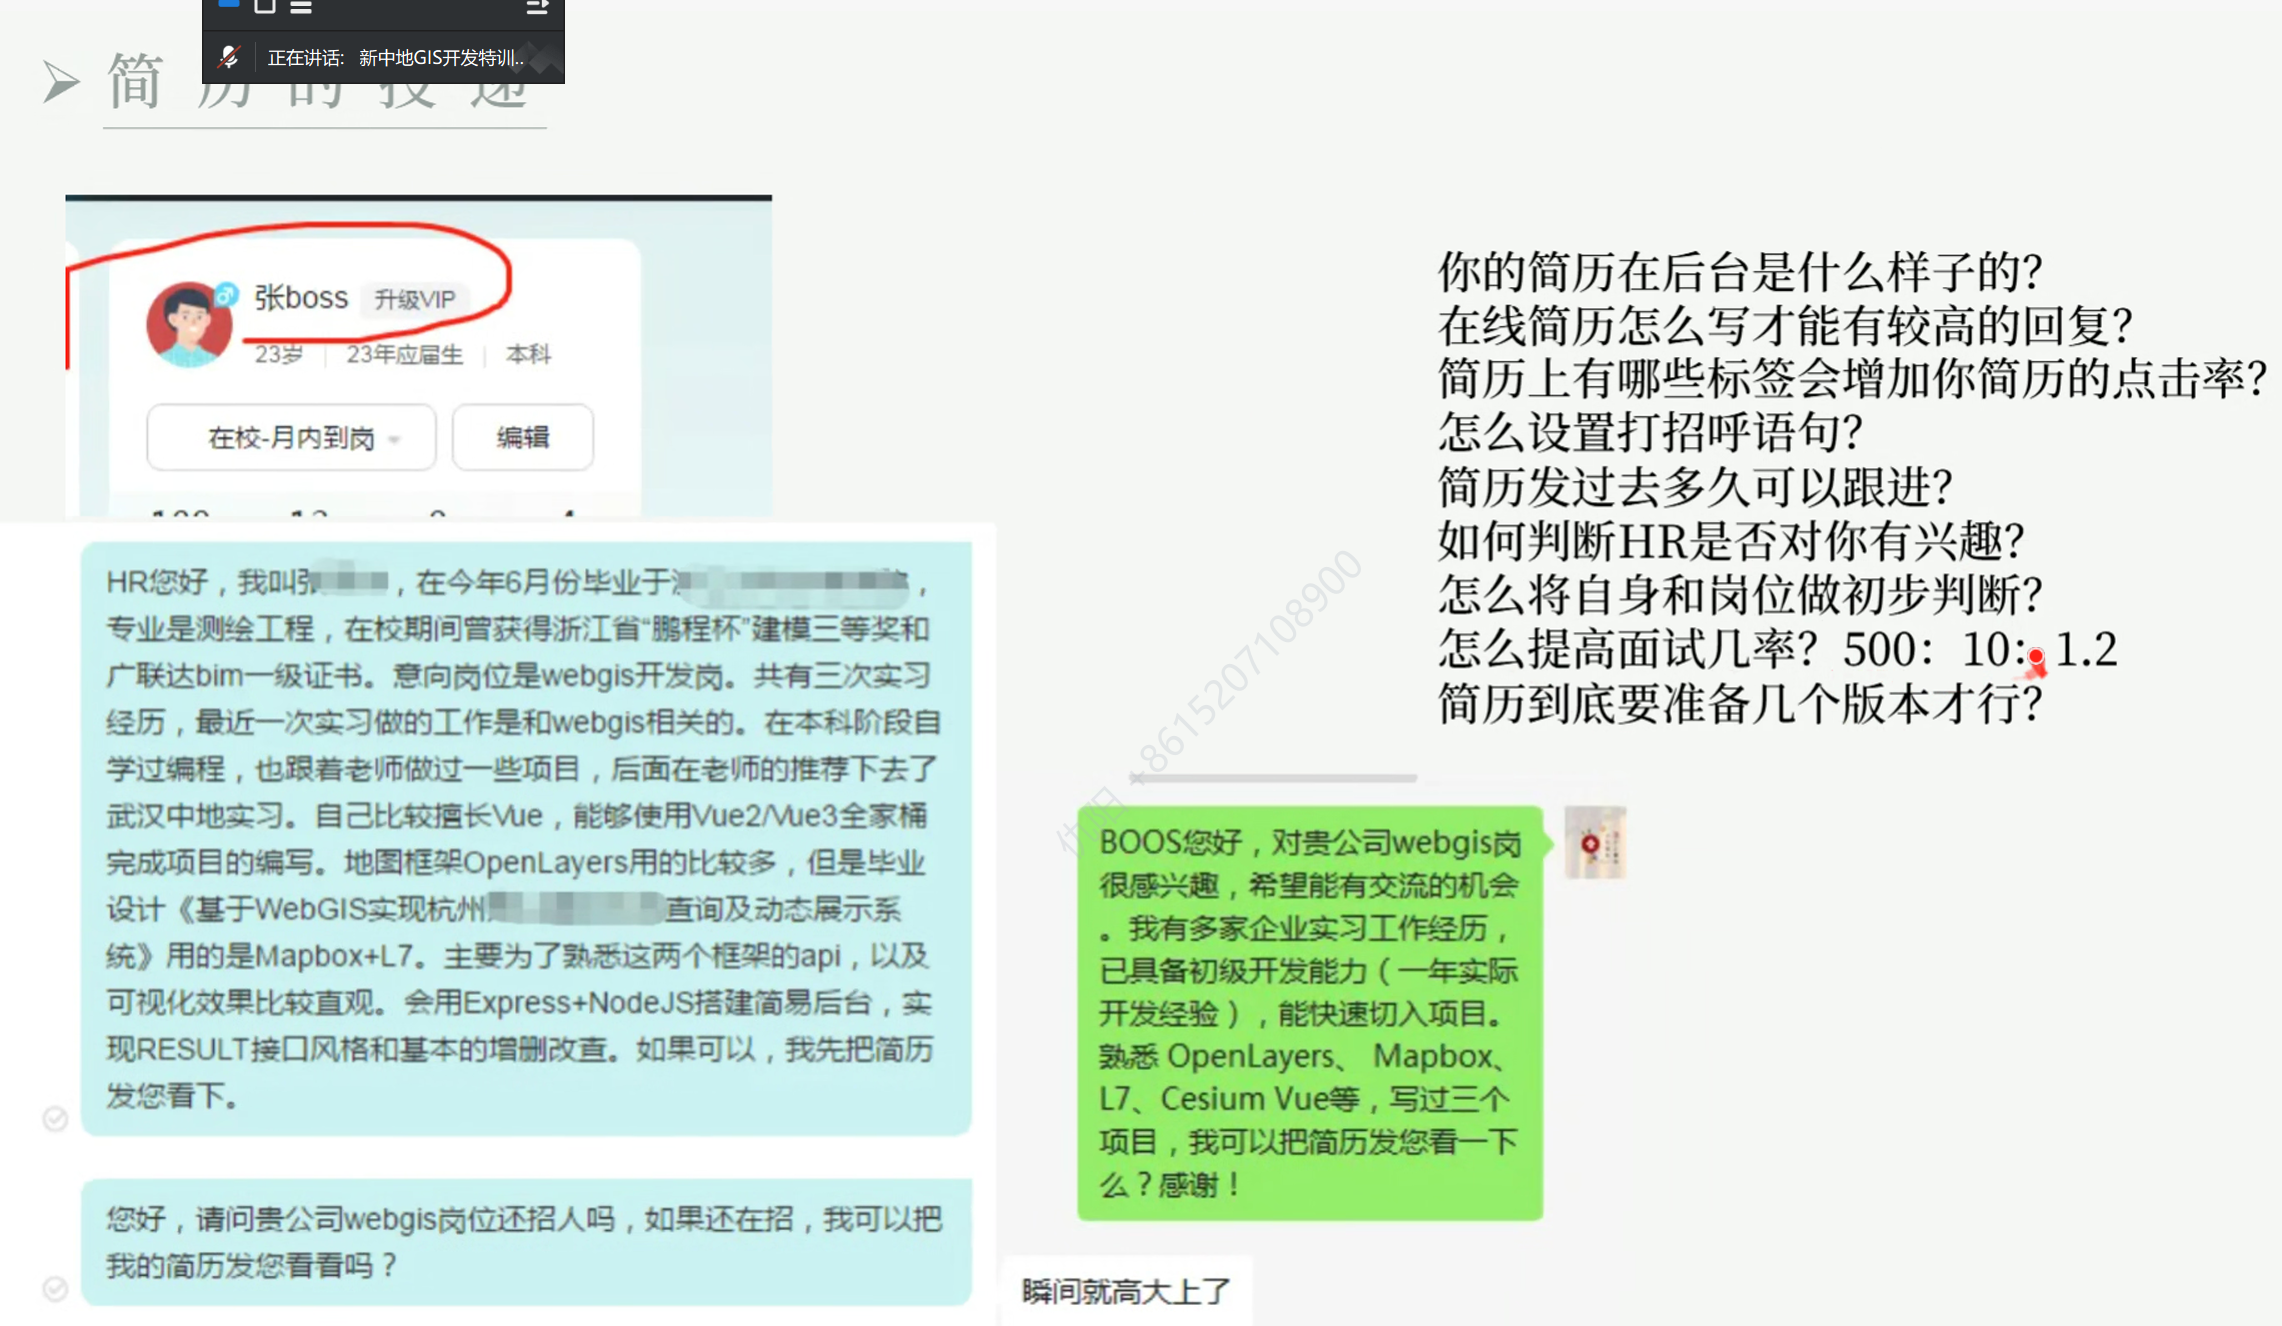 正在讲话: 新中地GIS开发特训..
简历的投递
张boss 升级VIP
23岁 23年应届生 本科
在校-月内到岗 编辑
HR您好，我叫张，在今年6月份毕业于
，
专业是测绘工程，在校期间曾获得浙江省“鹏程杯”建模三等奖和
广联达bim一级证书。意向岗位是webgis开发岗。共有三次实习
经历，最近一次实习做的工作是和webgis相关的。在本科阶段自
学过编程，也跟着老师做过一些项目，后面在老师的推荐下去了
武汉中地实习。自己比较擅长Vue，能够使用Vue2/Vue3全家桶
完成项目的编写。地图框架OpenLayers用的比较多，但是毕业
设计《基于WebGIS实现杭州查询及动态展示系
统》用的是Mapbox+L7。主要为了熟悉这两个框架的api，以及
可视化效果比较直观。会用Express+NodeJS搭建简易后台，实
现RESULT接口风格和基本的增删改查。如果可以，我先把简历
发您看下。
您好，请问贵公司webgis岗位还招人吗，如果还在招，我可以把
我的简历发您看看吗？
你的简历在后台是什么样子的?
在线简历怎么写才能有较高的回复?
简历上有哪些标签会增加你简历的点击率?
怎么设置打招呼语句?
简历发过去多久可以跟进?
如何判断HR是否对你有兴趣?
怎么将自身和岗位做初步判断?
怎么提高面试几率? 500: 10: 1.2
简历到底要准备几个版本才行?
+8615207108900
BOOS您好，对贵公司webgis岗
很感兴趣，希望能有交流的机会
。我有多家企业实习工作经历，
已具备初级开发能力（一年实际
开发经验），能快速切入项目。
熟悉 OpenLayers、 Mapbox、
L7、Cesium Vue等，写过三个
项目，我可以把简历发您看一下
么？感谢！
瞬间就高大上了